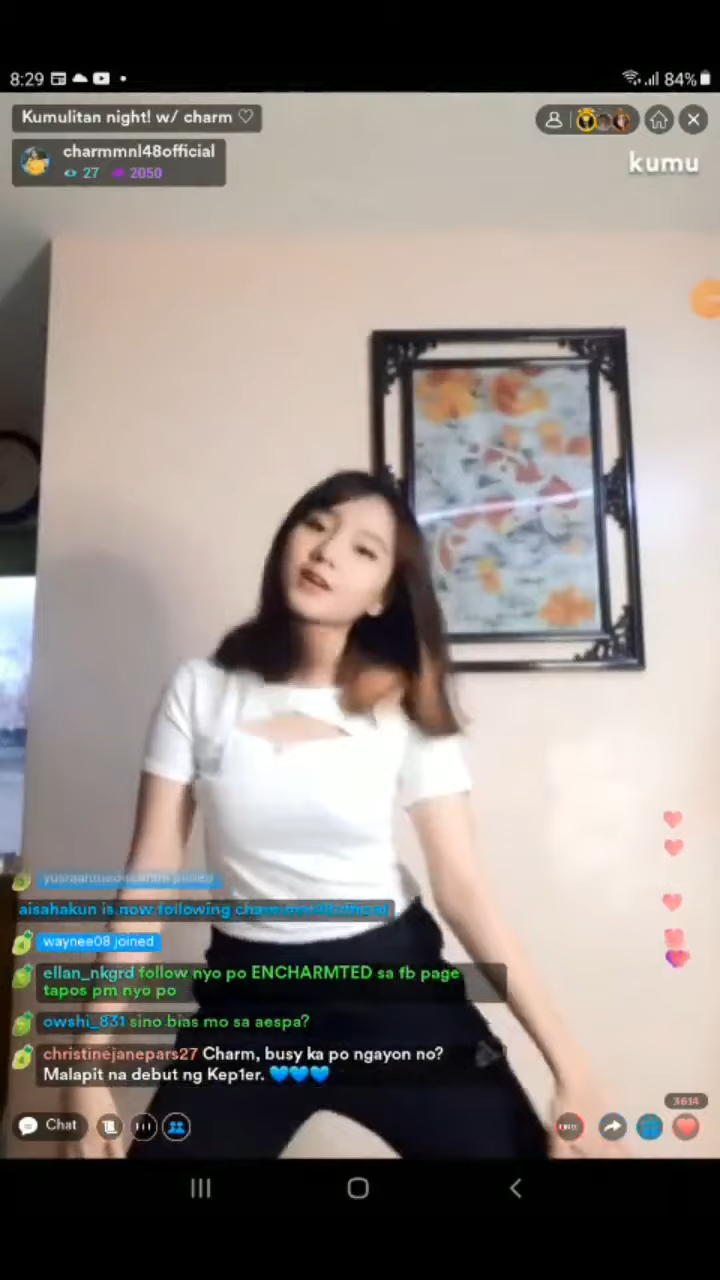 8:29
84%
Kumulitan night! w/ charm ♡
charmmnl48official
27 2050
kumu
joined
aisahakun is now following charmmnl48official
waynee08 joined
ellan_nkgrd follow nyo po ENCHARMTED sa fb page
tapos pm nyo po
owshi_831 sino bias mo sa aespa?
christinejanepars27 Charm, busy ka po ngayon no?
Malapit na debut ng Kep1er. 💙💙💙
3614
Chat